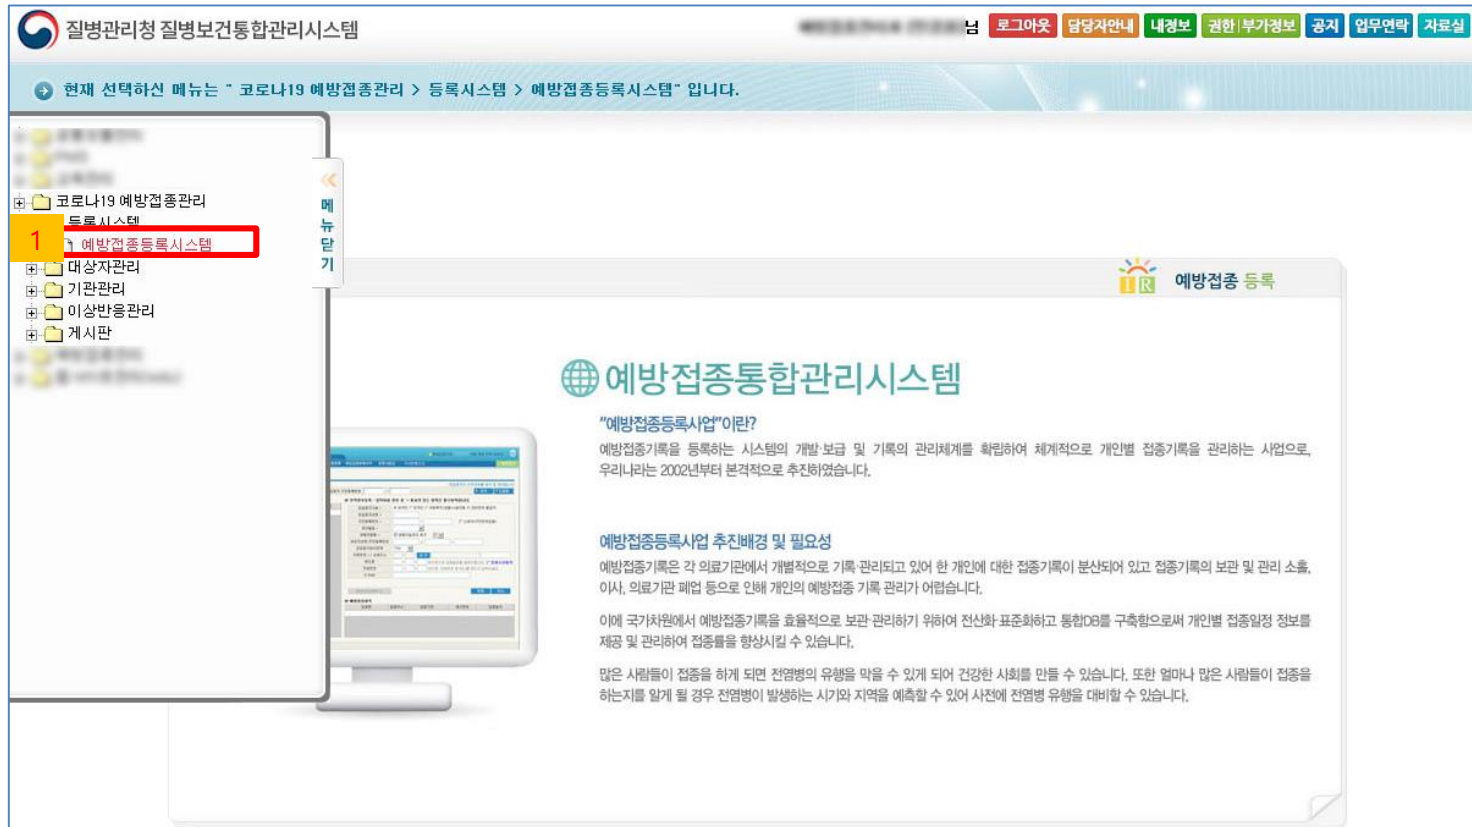 질병관리청 질병보건통합관리시스템
님 로그아웃 담당자안내 내정보 권한|부가정보 공지 업무연락 자료실
현재 선택하신 메뉴는 " 코로나19 예방접종관리 > 등록시스템 > 예방접종등록시스템" 입니다.
코로나19 예방접종관리
등록시스템
1 예방접종등록시스템
대상자관리
기관관리
이상반응관리
게시판
메뉴닫기
IR 예방접종 등록
예방접종통합관리시스템
"예방접종등록사업"이란?
예방접종기록을 등록하는 시스템의 개발·보급 및 기록의 관리체계를 확립하여 체계적으로 개인별 접종기록을 관리하는 사업으로,
우리나라는 2002년부터 본격적으로 추진하였습니다.
예방접종등록사업 추진배경 및 필요성
예방접종기록은 각 의료기관에서 개별적으로 기록·관리되고 있어 한 개인에 대한 접종기록이 분산되어 있고 접종기록의 보관 및 관리 소홀,
이사, 의료기관 폐업 등으로 인해 개인의 예방접종 기록 관리가 어렵습니다.
이에 국가차원에서 예방접종기록을 효율적으로 보관·관리하기 위하여 전산화·표준화하고 통합DB를 구축함으로써 개인별 접종일정 정보를
제공 및 관리하여 접종률을 향상시킬 수 있습니다.
많은 사람들이 접종을 하게 되면 전염병의 유행을 막을 수 있게 되어 건강한 사회를 만들 수 있습니다. 또한 얼마나 많은 사람들이 접종을
하는지를 알게 될 경우 전염병이 발생하는 시기와 지역을 예측할 수 있어 사전에 전염병 유행을 대비할 수 있습니다.